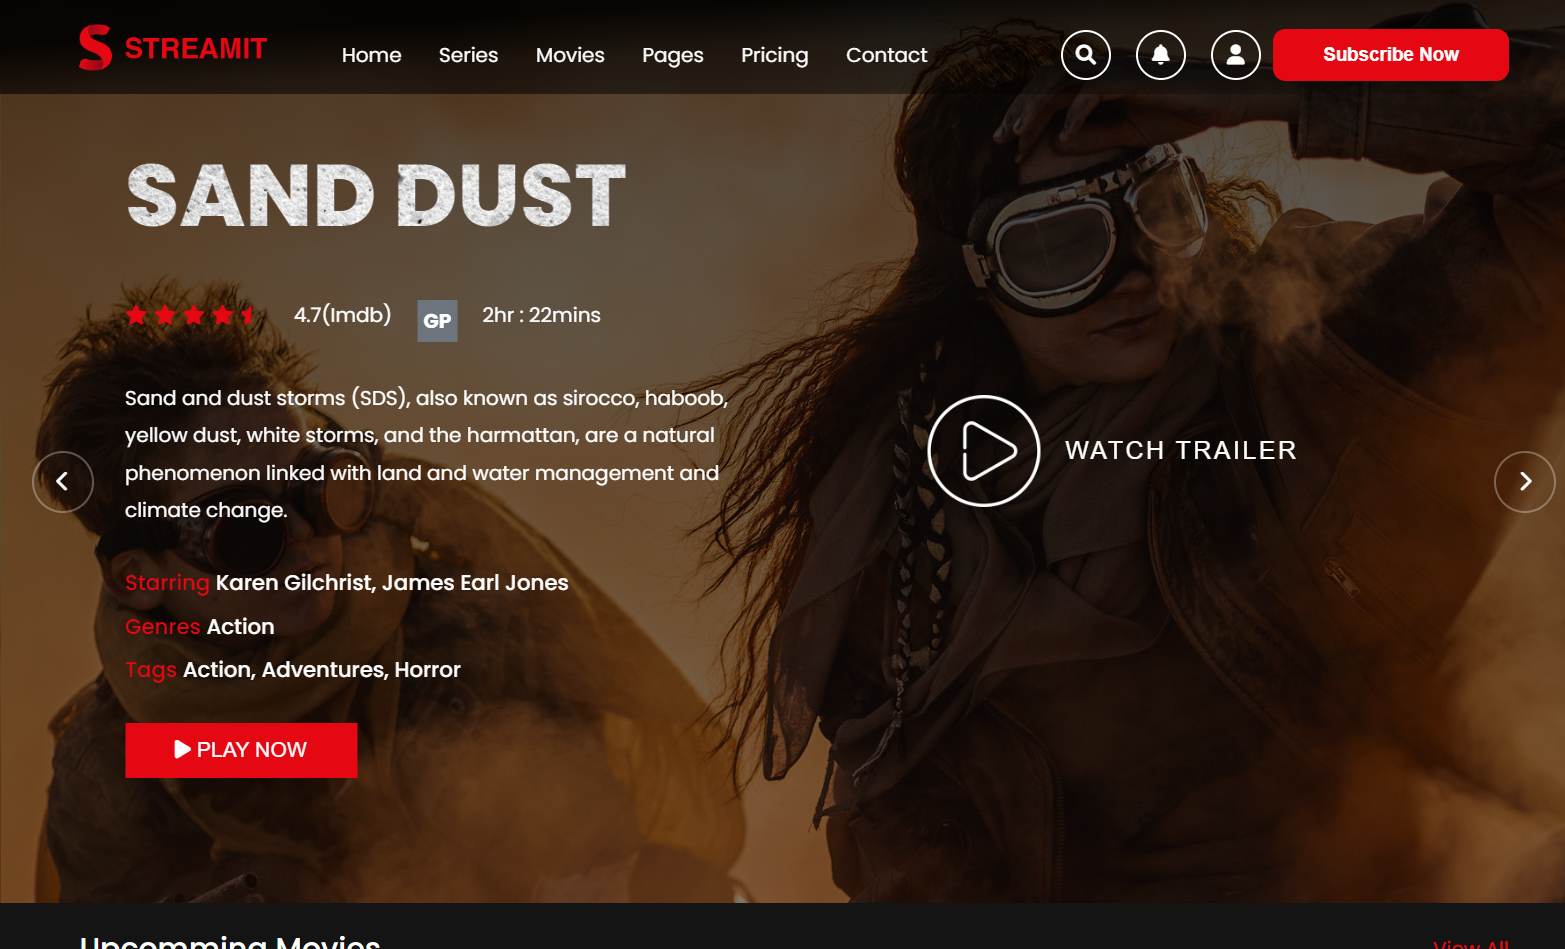 STREAMIT
Home Series Movies Pages Pricing Contact
Subscribe Now
SAND DUST
4.7(Imdb) GP 2hr : 22mins
Sand and dust storms (SDS), also known as sirocco, haboob,
yellow dust, white storms, and the harmattan, are a natural
phenomenon linked with land and water management and
climate change.
Starring Karen Gilchrist, James Earl Jones
Genres Action
Tags Action, Adventures, Horror
PLAY NOW
WATCH TRAILER
Upcomming Movies
View All